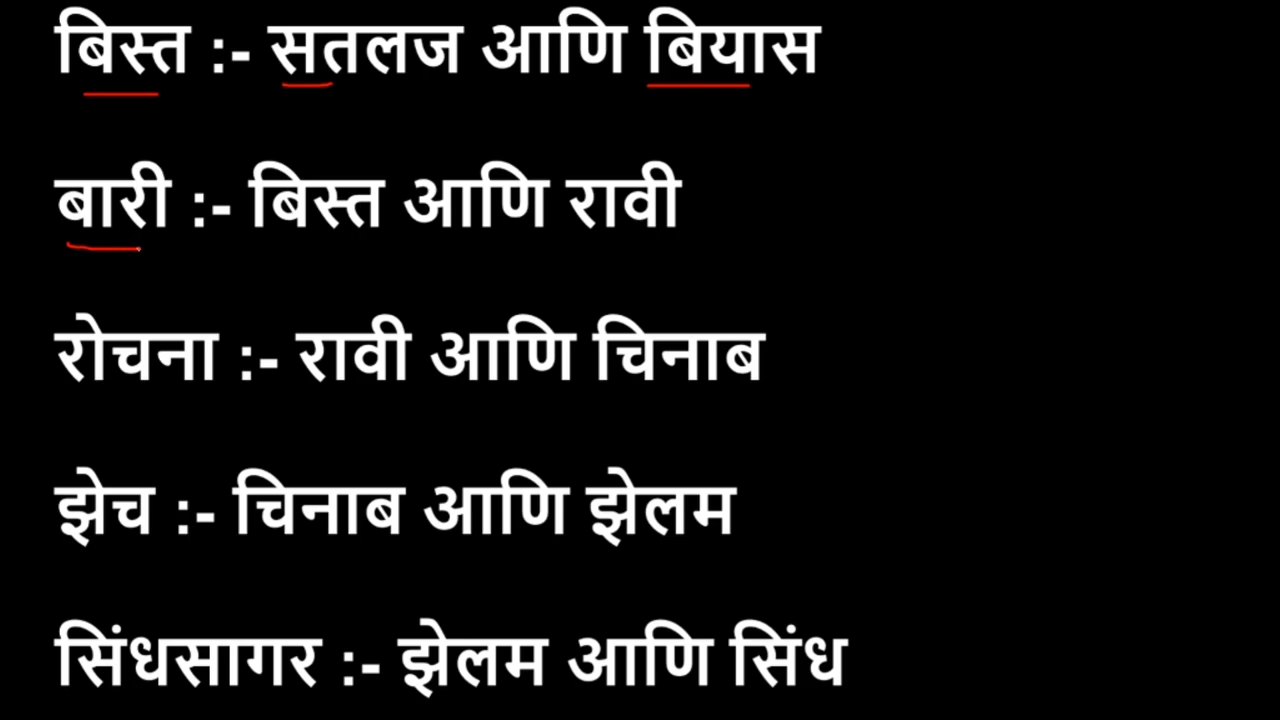 बिस्त :- सतलज आणि बियास
बारी :- बिस्त आणि रावी
रोचना :- रावी आणि चिनाब
झेच :- चिनाब आणि झेलम
सिंधसागर :- झेलम आणि सिंध